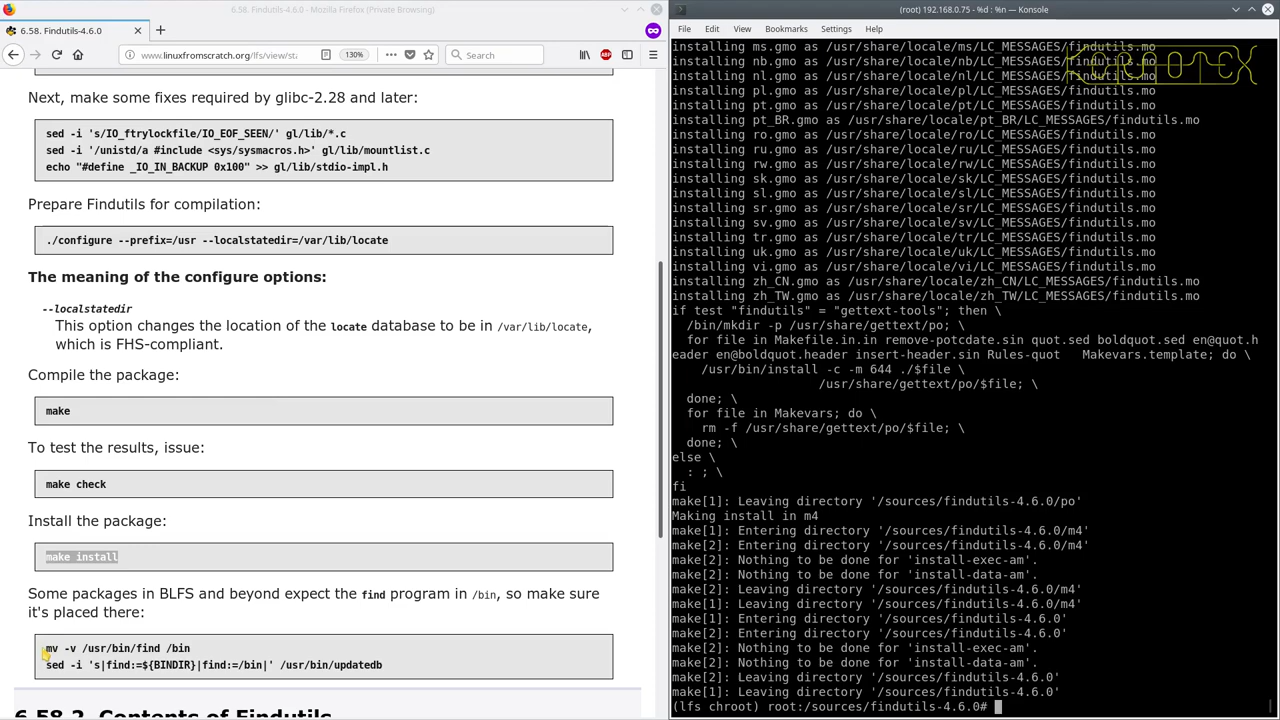 6.58. Findutils-4.6.0 - Mozilla Firefox (Private Browsing)
6.58. Findutils-4.6.0
www.linuxfromscratch.org/lfs/view/sta
130%
Search
Next, make some fixes required by glibc-2.28 and later:
sed -i 's/IO_ftrylockfile/IO_EOF_SEEN/' gl/lib/*.c
sed -i '/unistd/a #include <sys/sysmacros.h>' gl/lib/mountlist.c
echo "#define _IO_IN_BACKUP 0x100" >> gl/lib/stdio-impl.h
Prepare Findutils for compilation:
./configure --prefix=/usr --localstatedir=/var/lib/locate
The meaning of the configure options:
--localstatedir
This option changes the location of the locate database to be in /var/lib/locate,
which is FHS-compliant.
Compile the package:
make
To test the results, issue:
make check
Install the package:
make install
Some packages in BLFS and beyond expect the find program in /bin, so make sure
it's placed there:
mv -v /usr/bin/find /bin
sed -i 's|find:=${BINDIR}|find:=/bin|' /usr/bin/updatedb
6.58.2. Contents of Findutils
(root) 192.168.0.75 - %d : %n — Konsole
File Edit View Bookmarks Settings Help
installing ms.gmo as /usr/share/locale/ms/LC_MESSAGES/findutils.mo
installing nb.gmo as /usr/share/locale/nb/LC_MESSAGES/findutils.mo
installing nl.gmo as /usr/share/locale/nl/LC_MESSAGES/findutils.mo
installing pl.gmo as /usr/share/locale/pl/LC_MESSAGES/findutils.mo
installing pt.gmo as /usr/share/locale/pt/LC_MESSAGES/findutils.mo
installing pt_BR.gmo as /usr/share/locale/pt_BR/LC_MESSAGES/findutils.mo
installing ro.gmo as /usr/share/locale/ro/LC_MESSAGES/findutils.mo
installing ru.gmo as /usr/share/locale/ru/LC_MESSAGES/findutils.mo
installing rw.gmo as /usr/share/locale/rw/LC_MESSAGES/findutils.mo
installing sk.gmo as /usr/share/locale/sk/LC_MESSAGES/findutils.mo
installing sl.gmo as /usr/share/locale/sl/LC_MESSAGES/findutils.mo
installing sr.gmo as /usr/share/locale/sr/LC_MESSAGES/findutils.mo
installing sv.gmo as /usr/share/locale/sv/LC_MESSAGES/findutils.mo
installing tr.gmo as /usr/share/locale/tr/LC_MESSAGES/findutils.mo
installing uk.gmo as /usr/share/locale/uk/LC_MESSAGES/findutils.mo
installing vi.gmo as /usr/share/locale/vi/LC_MESSAGES/findutils.mo
installing zh_CN.gmo as /usr/share/locale/zh_CN/LC_MESSAGES/findutils.mo
installing zh_TW.gmo as /usr/share/locale/zh_TW/LC_MESSAGES/findutils.mo
if test "findutils" = "gettext-tools"; then \
/bin/mkdir -p /usr/share/gettext/po; \
for file in Makefile.in.in remove-potcdate.sin quot.sed boldquot.sed en@quot.h
eader en@boldquot.header insert-header.sin Rules-quot Makevars.template; do \
/usr/bin/install -c -m 644 ./$file \
/usr/share/gettext/po/$file; \
done; \
for file in Makevars; do \
rm -f /usr/share/gettext/po/$file; \
done; \
else \
: ; \
fi
make[1]: Leaving directory '/sources/findutils-4.6.0/po'
Making install in m4
make[1]: Entering directory '/sources/findutils-4.6.0/m4'
make[2]: Entering directory '/sources/findutils-4.6.0/m4'
make[2]: Nothing to be done for 'install-exec-am'.
make[2]: Nothing to be done for 'install-data-am'.
make[2]: Leaving directory '/sources/findutils-4.6.0/m4'
make[1]: Leaving directory '/sources/findutils-4.6.0/m4'
make[1]: Entering directory '/sources/findutils-4.6.0'
make[2]: Entering directory '/sources/findutils-4.6.0'
make[2]: Nothing to be done for 'install-exec-am'.
make[2]: Nothing to be done for 'install-data-am'.
make[2]: Leaving directory '/sources/findutils-4.6.0'
make[1]: Leaving directory '/sources/findutils-4.6.0'
(lfs chroot) root:/sources/findutils-4.6.0#